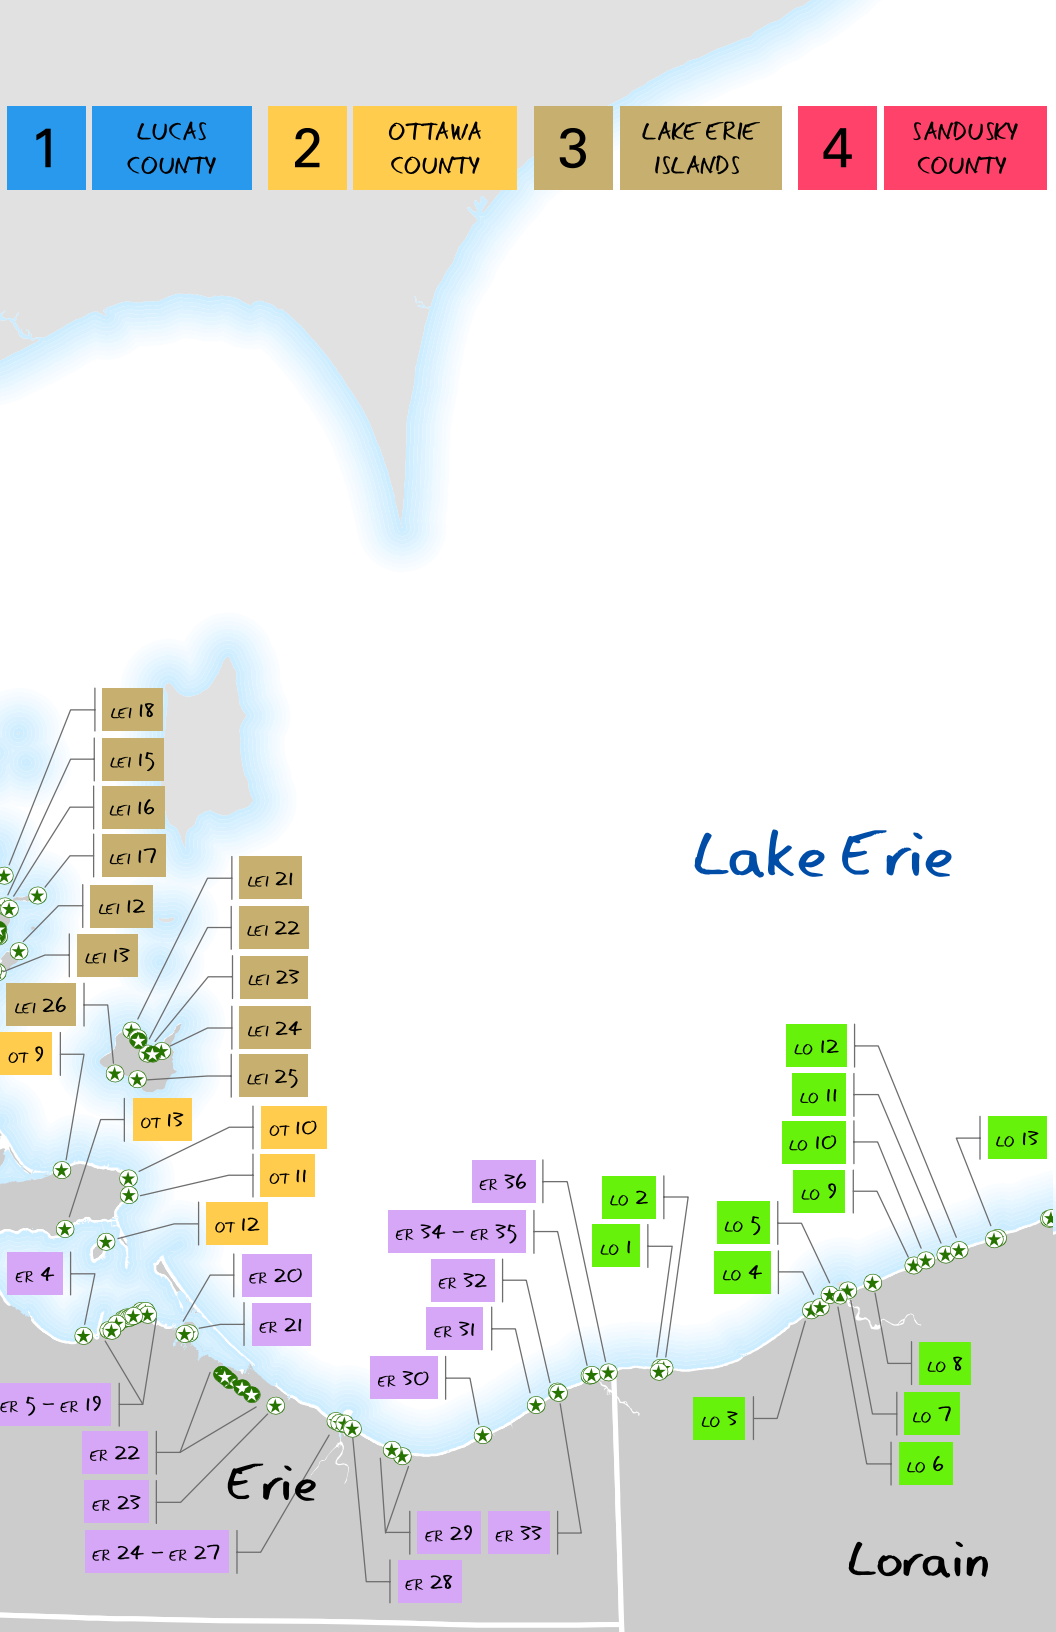 1
LUCAS
COUNTY
2
OTTAWA
COUNTY
3
LAKE ERIE
ISLANDS
4
SANDUSKY
COUNTY
LEI 18
LEI 15
LEI 16
LEI 17
LEI 12
LEI 13
LEI 26
LEI 21
LEI 22
LEI 23
LEI 24
LEI 25
Lake Erie
OT 9
OT 13
OT 10
OT 11
OT 12
ER 4
ER 20
ER 21
ER 5 – ER 19
ER 22
ER 23
ER 24 – ER 27
Erie
ER 36
ER 34 – ER 35
ER 32
ER 31
ER 30
ER 29
ER 33
ER 28
LO 2
LO 1
LO 12
LO 11
LO 10
LO 9
LO 13
LO 5
LO 4
LO 3
LO 8
LO 7
LO 6
Lorain